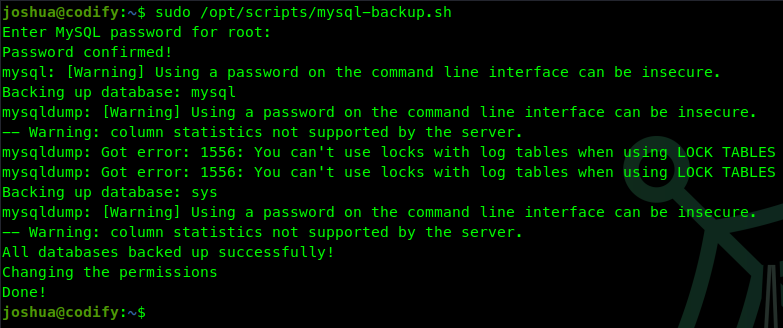 joshua@codify:~$ sudo /opt/scripts/mysql-backup.sh
Enter MySQL password for root:
Password confirmed!
mysql: [Warning] Using a password on the command line interface can be insecure.
Backing up database: mysql
mysqldump: [Warning] Using a password on the command line interface can be insecure.
-- Warning: column statistics not supported by the server.
mysqldump: Got error: 1556: You can't use locks with log tables when using LOCK TABLES
mysqldump: Got error: 1556: You can't use locks with log tables when using LOCK TABLES
Backing up database: sys
mysqldump: [Warning] Using a password on the command line interface can be insecure.
-- Warning: column statistics not supported by the server.
All databases backed up successfully!
Changing the permissions
Done!
joshua@codify:~$